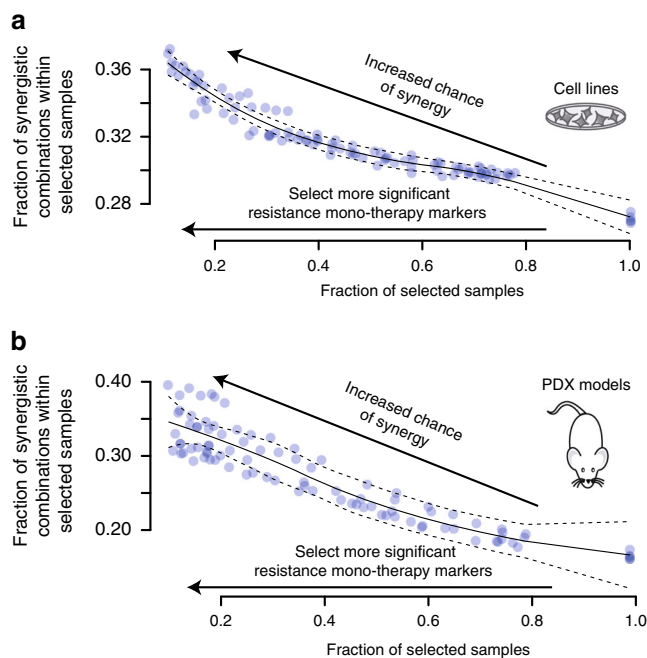 a
Fraction of synergistic
combinations within
selected samples
0.36
0.32
0.28
Increased chance
of synergy
Cell lines
Select more significant
resistance mono-therapy markers
0.2 0.4 0.6 0.8 1.0
Fraction of selected samples
b
Fraction of synergistic
combinations within
selected samples
0.40
0.30
0.20
Increased chance
of synergy
PDX models
Select more significant
resistance mono-therapy markers
0.2 0.4 0.6 0.8 1.0
Fraction of selected samples